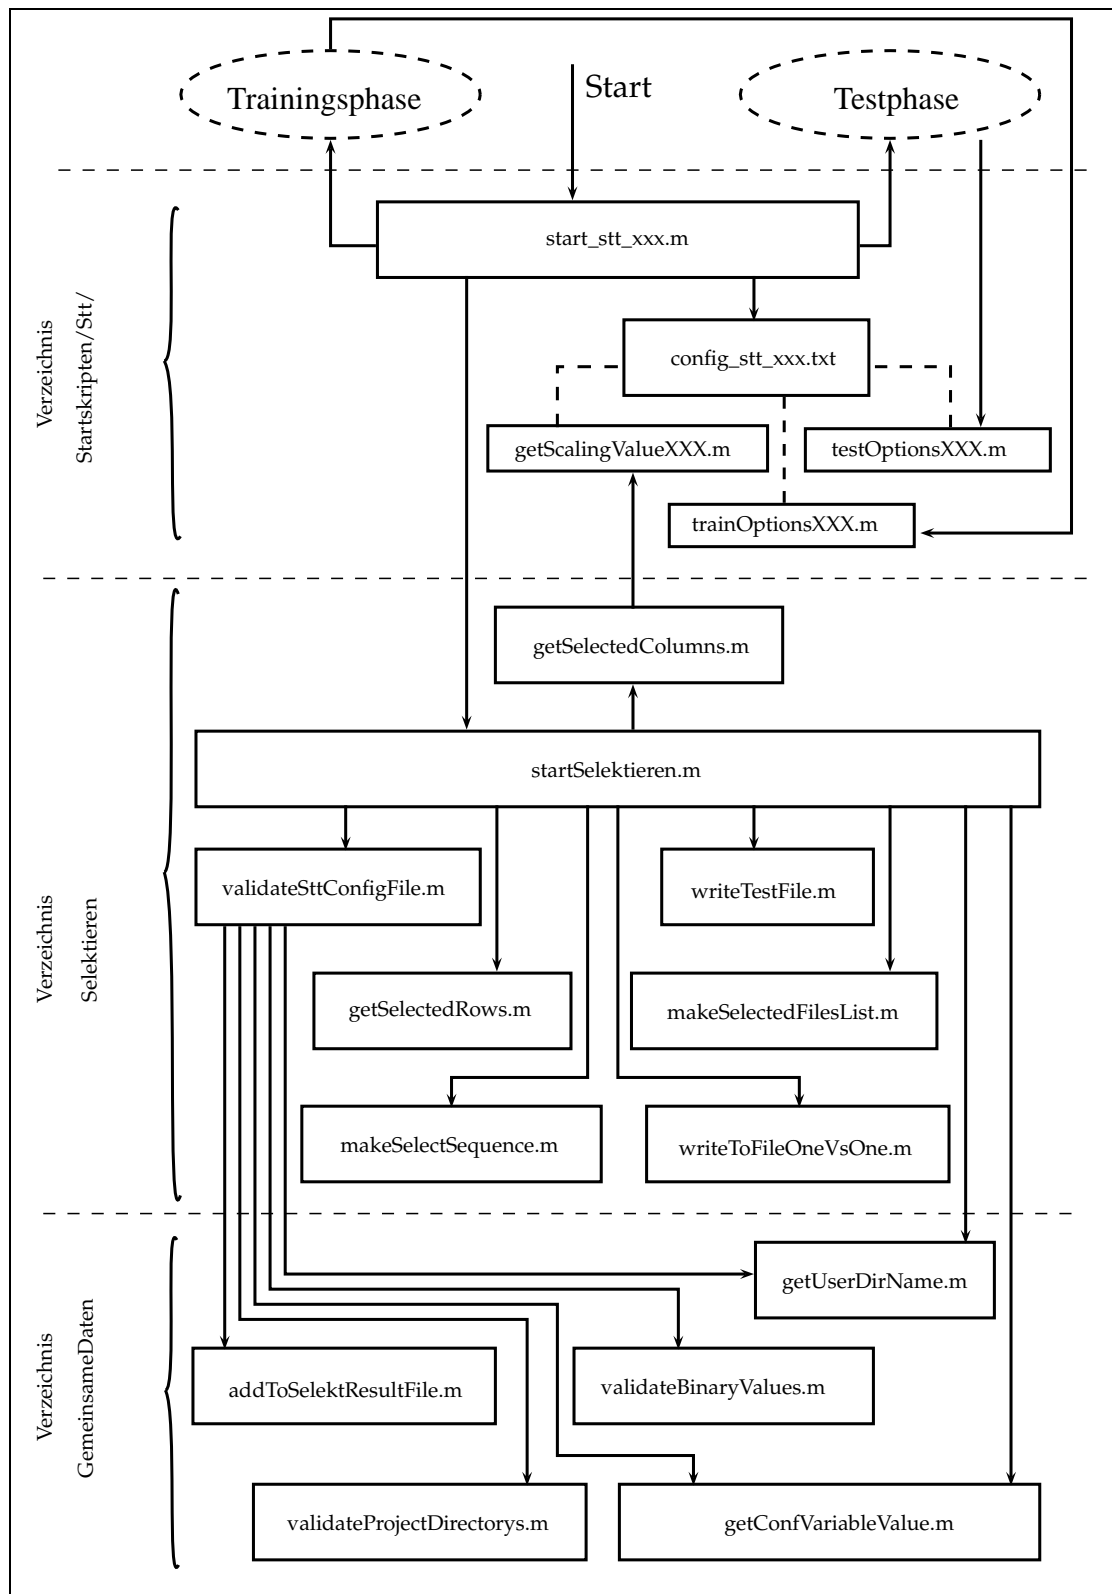 Trainingsphase
Start
Testphase
Verzeichnis
Startskripten/Stt/
start_stt_xxx.m
config_stt_xxx.txt
getScalingValueXXX.m
testOptionsXXX.m
trainOptionsXXX.m
Verzeichnis
Selektieren
getSelectedColumns.m
startSelektieren.m
validateSttConfigFile.m
writeTestFile.m
getSelectedRows.m
makeSelectedFilesList.m
makeSelectSequence.m
writeToFileOneVsOne.m
Verzeichnis
GemeinsameDaten
getUserDirName.m
addToSelektResultFile.m
validateBinaryValues.m
validateProjectDirectorys.m
getConfVariableValue.m